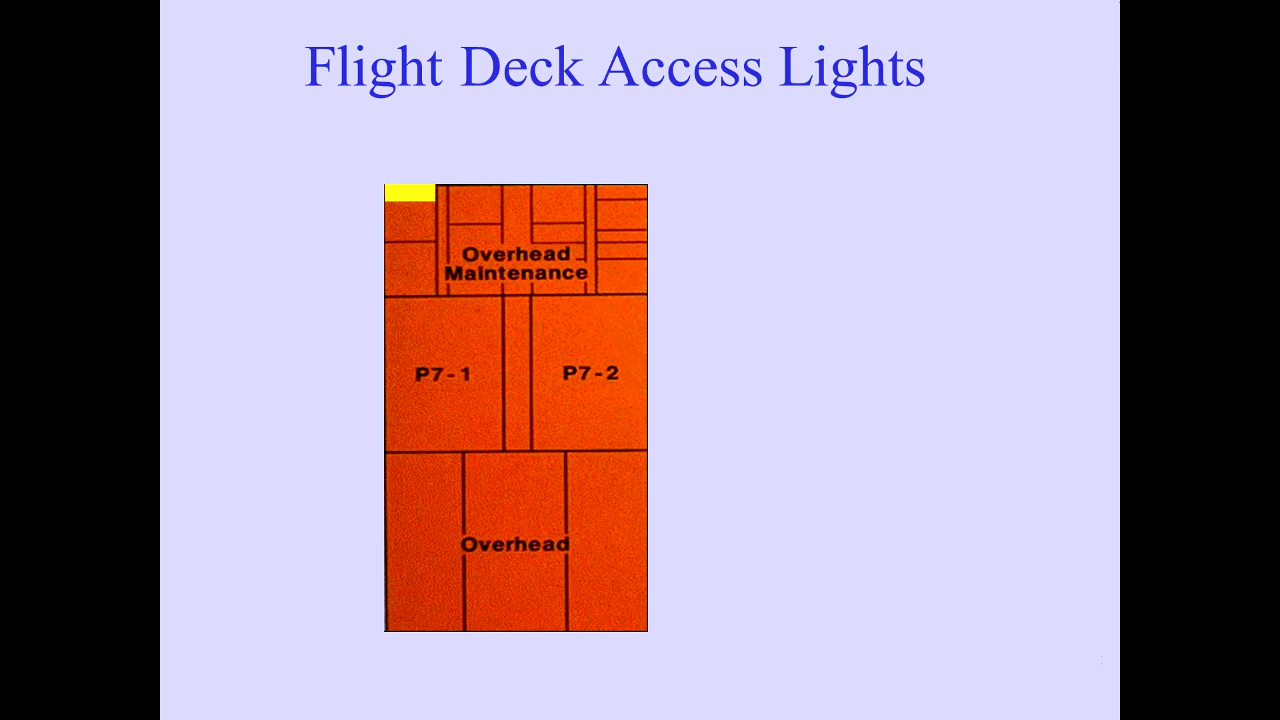 Flight Deck Access Lights
Overhead
Maintenance
P7-1
P7-2
Overhead